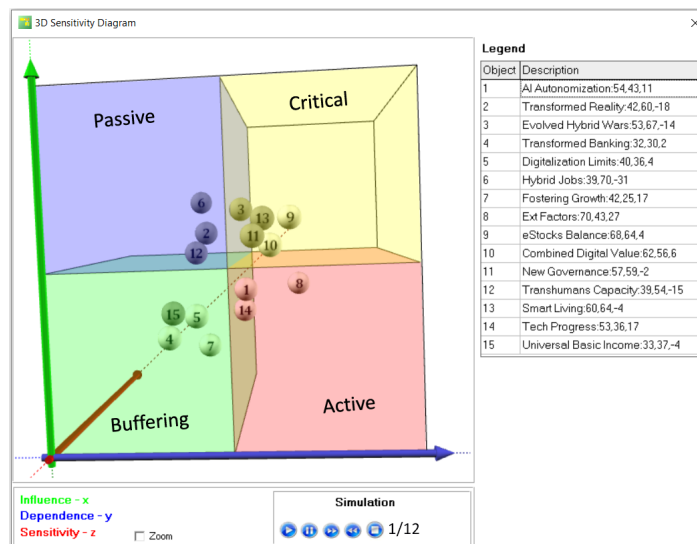 3D Sensitivity Diagram
Legend
Object Description
1 AI Autonomization:54,43,11
2 Transformed Reality:42,60,-18
3 Evolved Hybrid Wars:53,67,-14
4 Transformed Banking:32,30,2
5 Digitalization Limits:40,36,4
6 Hybrid Jobs:39,70,-31
7 Fostering Growth:42,25,17
8 Ext Factors:70,43,27
9 eStocks Balance:68,64,4
10 Combined Digital Value:62,56,6
11 New Governance:57,59,-2
12 Transhumans Capacity:39,54,-15
13 Smart Living:60,64,-4
14 Tech Progress:53,36,17
15 Universal Basic Income:33,37,-4
Passive
Critical
6
3
13
9
2
11
12
10
1
8
15
5
14
4
7
Buffering
Active
Influence - x
Dependence - y
Sensitivity - z
Zoom
Simulation
1/12